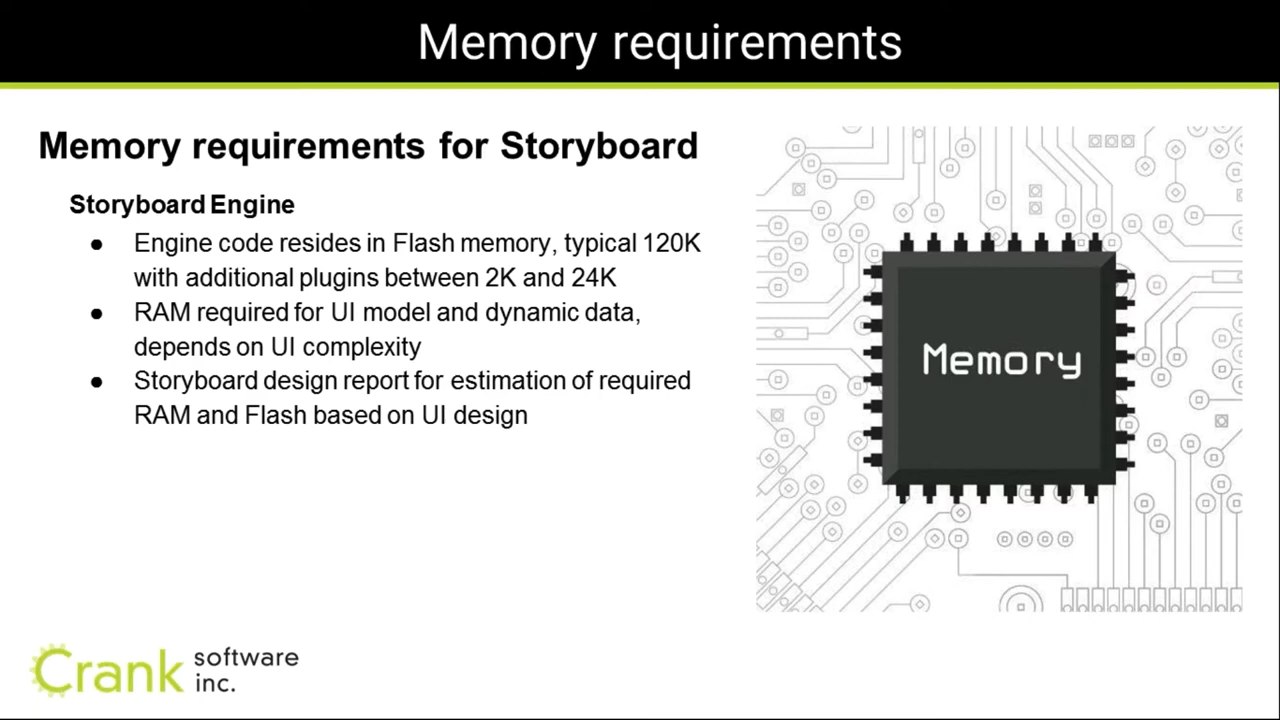 Memory requirements
Memory requirements for Storyboard
Storyboard Engine
● Engine code resides in Flash memory, typical 120K
with additional plugins between 2K and 24K
● RAM required for UI model and dynamic data,
depends on UI complexity
● Storyboard design report for estimation of required
RAM and Flash based on UI design
Memory
Crank software
inc.